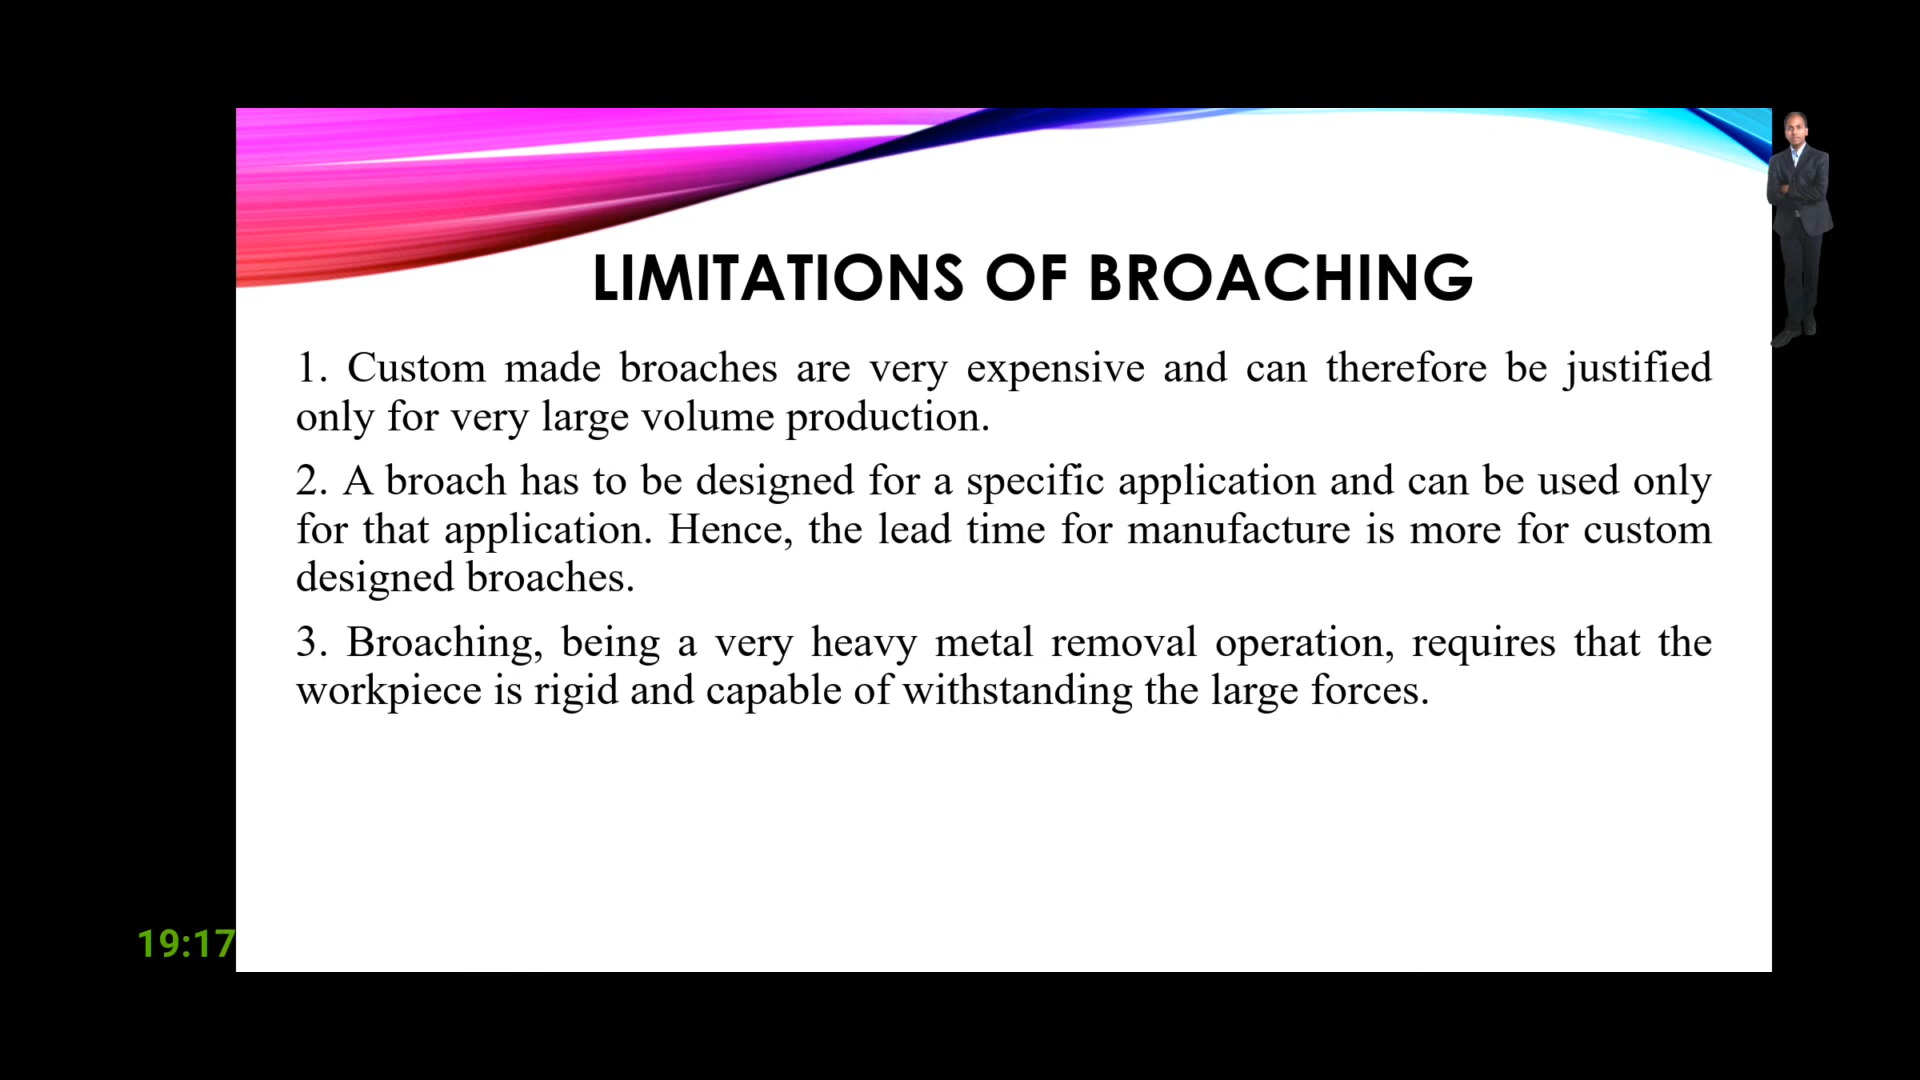 LIMITATIONS OF BROACHING
1. Custom made broaches are very expensive and can therefore be justified
only for very large volume production.
2. A broach has to be designed for a specific application and can be used only
for that application. Hence, the lead time for manufacture is more for custom
designed broaches.
3. Broaching, being a very heavy metal removal operation, requires that the
workpiece is rigid and capable of withstanding the large forces.
19:17